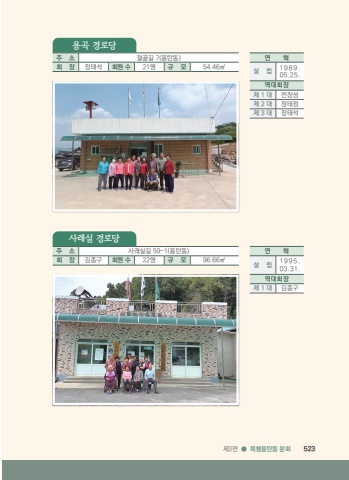 용곡 경로당
주 소 절골길 7(용탄동)
회 장 장태석 회원 수 21명 규 모 54.46㎡
연 혁
설 립 1989. 05.25.
역대회장
제 1 대 전장성
제 2 대 정태정
제 3 대 장태석
사래실 경로당
주 소 사래실길 59-1(용탄동)
회 장 김종구 회원 수 22명 규 모 96.66㎡
연 혁
설 립 1995. 03.31.
역대회장
제 1 대 김종구
제3편 ● 목행용탄동 문화 523